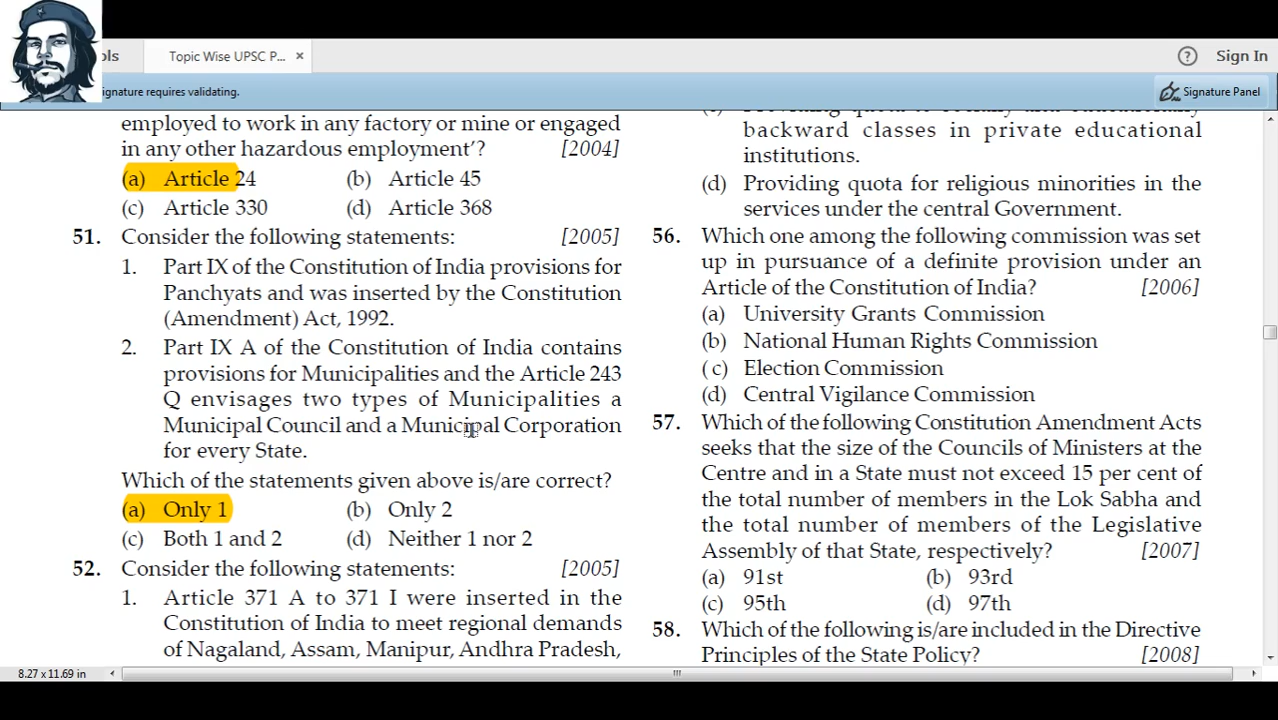 ols
Topic Wise UPSC P... ×
? Sign In
ignature requires validating.
Signature Panel
employed to work in any factory or mine or engaged
in any other hazardous employment'? [2004]
(a) Article 24 (b) Article 45
(c) Article 330 (d) Article 368
51. Consider the following statements: [2005]
1. Part IX of the Constitution of India provisions for
Panchyats and was inserted by the Constitution
(Amendment) Act, 1992.
2. Part IX A of the Constitution of India contains
provisions for Municipalities and the Article 243
Q envisages two types of Municipalities a
Municipal Council and a Municipal Corporation
for every State.
Which of the statements given above is/are correct?
(a) Only 1 (b) Only 2
(c) Both 1 and 2 (d) Neither 1 nor 2
52. Consider the following statements: [2005]
1. Article 371 A to 371 I were inserted in the
Constitution of India to meet regional demands
of Nagaland, Assam, Manipur, Andhra Pradesh,
backward classes in private educational
institutions.
(d) Providing quota for religious minorities in the
services under the central Government.
56. Which one among the following commission was set
up in pursuance of a definite provision under an
Article of the Constitution of India? [2006]
(a) University Grants Commission
(b) National Human Rights Commission
(c) Election Commission
(d) Central Vigilance Commission
57. Which of the following Constitution Amendment Acts
seeks that the size of the Councils of Ministers at the
Centre and in a State must not exceed 15 per cent of
the total number of members in the Lok Sabha and
the total number of members of the Legislative
Assembly of that State, respectively? [2007]
(a) 91st (b) 93rd
(c) 95th (d) 97th
58. Which of the following is/are included in the Directive
Principles of the State Policy? [2008]
8.27 x 11.69 in